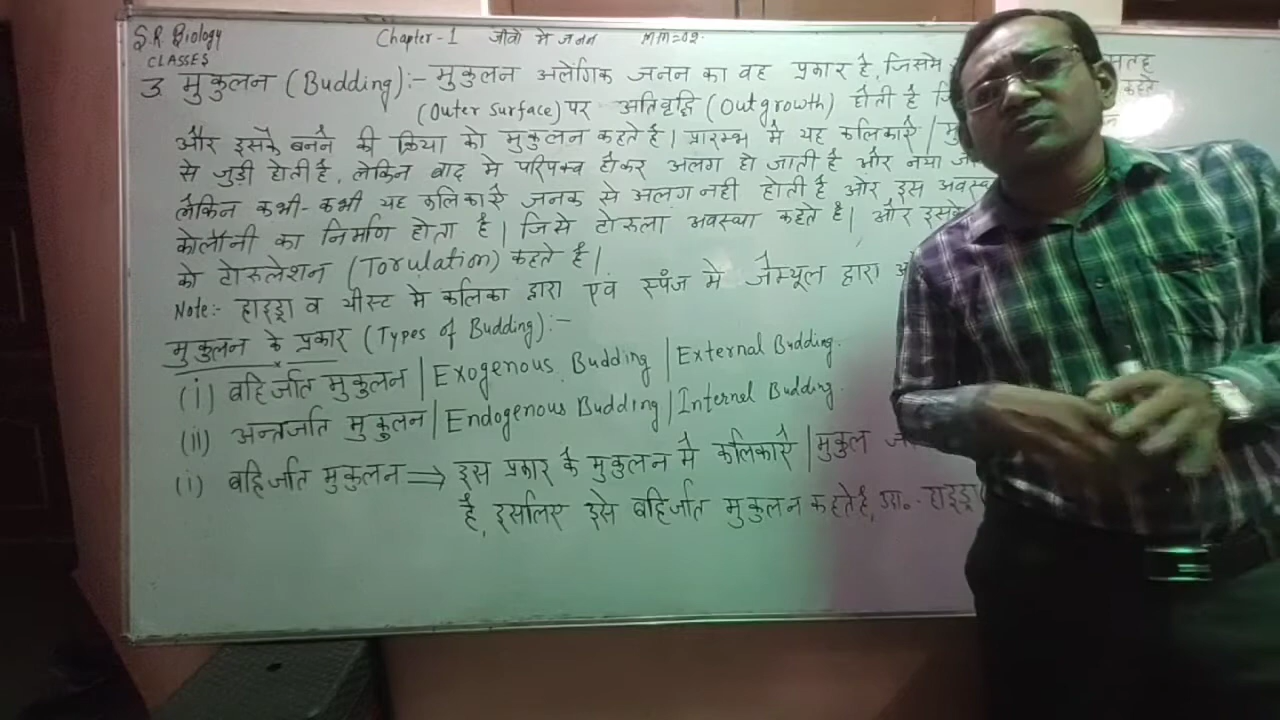 S.R Biology
CLASSES
Chapter-1 जीवो मे जनन MM=02.
3 मुकुलन (Budding):- मुकुलन अलैंगिक जनन का वह प्रकार है, जिसमे सतह
(Outer Surface) पर अतिवृद्धि (Outgrowth) होती है कहते
और इसके बनने की क्रिया को मुकुलन कहते है। प्रारम्भ मे यह कलिकाऐ |
से जुड़ी होती है, लेकिन बाद मे परिपक्व होकर अलग हो जाती है और नया
लेकिन कभी-कभी यह कलिकाऐ जनक से अलग नही होती है और इस
कोलोनी का निर्माण होता है। जिसे टोरुला अवस्था कहते है। और
को टोरुलेशन (Torulation) कहते है।
Note:- हाइड्रा व यीस्ट मे कलिका द्वारा एवं स्पंज मे जेम्यूल द्वारा
मुकुलन के प्रकार (Types of Budding):-
(i) बहिर्जात मुकुलन | Exogenous Budding | External Budding.
(ii) अन्तर्जात मुकुलन | Endogenous Budding | Internal Budding.
(i) बहिर्जात मुकुलन ⇒ इस प्रकार के मुकुलन मे कलिकाऐ | मुकुल
है, इसलिए इसे बहिर्जात मुकुलन कहते है, उदा०- हाइड्रा